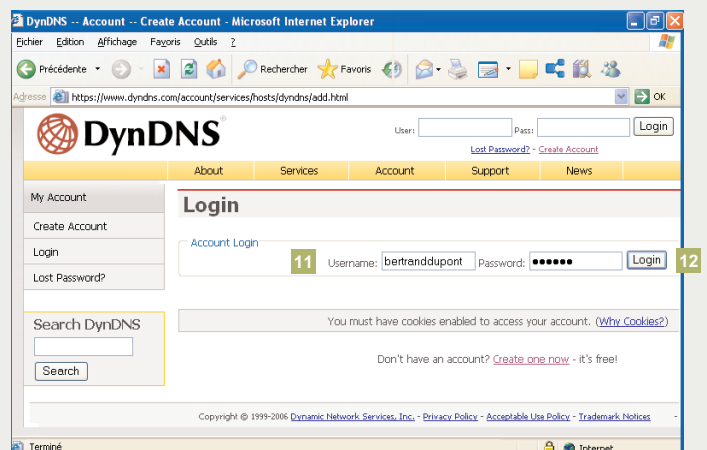 DynDNS -- Account -- Create Account - Microsoft Internet Explorer
Fichier Edition Affichage Favoris Outils ?
Précédente Rechercher Favoris
Adresse https://www.dyndns.com/account/services/hosts/dyndns/add.html OK
DynDNS®
User: Pass: Login
Lost Password? - Create Account
About Services Account Support News
My Account
Create Account
Login
Lost Password?
Search DynDNS
Search
Login
Account Login
11 Username: bertranddupont Password: •••••• Login 12
You must have cookies enabled to access your account. (Why Cookies?)
Don't have an account? Create one now - it's free!
Copyright © 1999-2006 Dynamic Network Services, Inc. - Privacy Policy - Acceptable Use Policy - Trademark Notices -
Terminé Internet